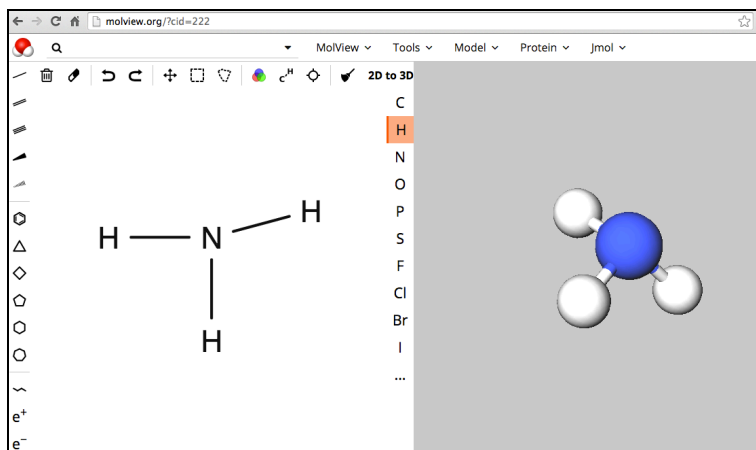 molview.org/?cid=222
MolView Tools Model Protein Jmol
C H 2D to 3D
C
H
N
H
O
H N
P
S
F
Cl
H
Br
I
...
e+
e−